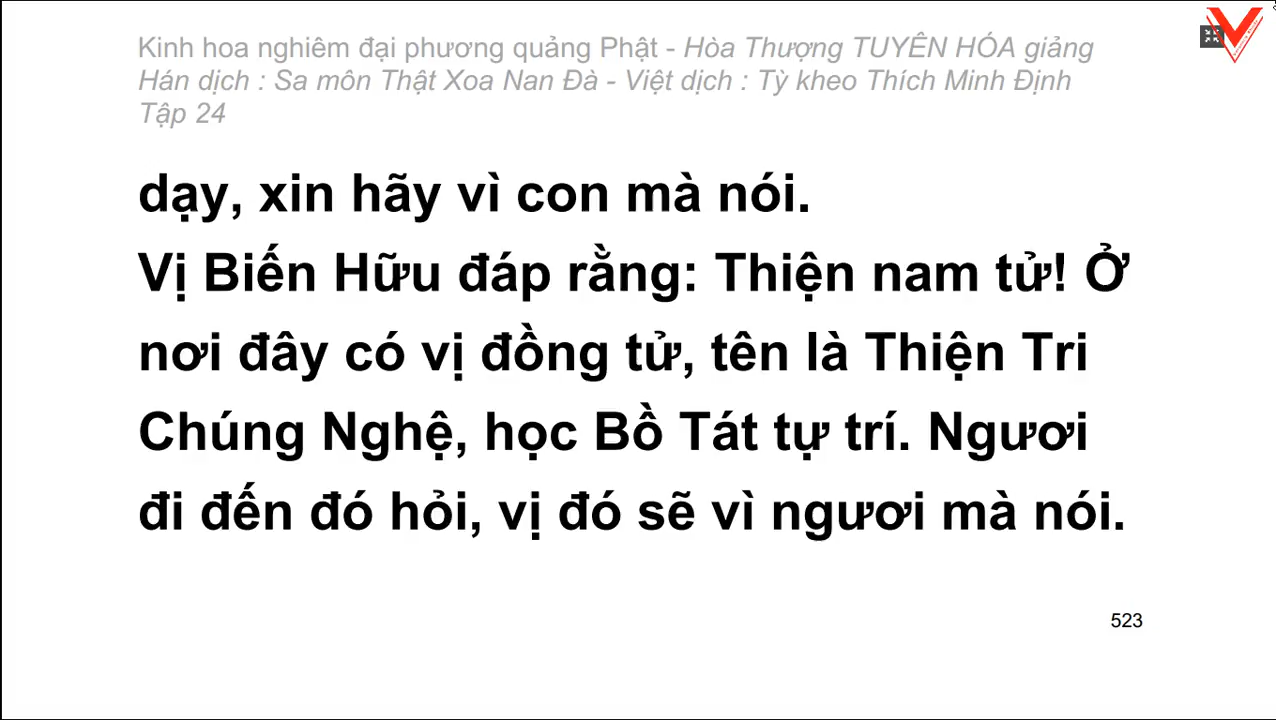 Kinh hoa nghiêm đại phương quảng Phật - Hòa Thượng TUYÊN HÓA giảng
Hán dịch : Sa môn Thật Xoa Nan Đà - Việt dịch : Tỳ kheo Thích Minh Định
Tập 24
dạy, xin hãy vì con mà nói.
Vị Biến Hữu đáp rằng: Thiện nam tử! Ở
nơi đây có vị đồng tử, tên là Thiện Tri
Chúng Nghệ, học Bồ Tát tự trí. Ngươi
đi đến đó hỏi, vị đó sẽ vì ngươi mà nói.
523